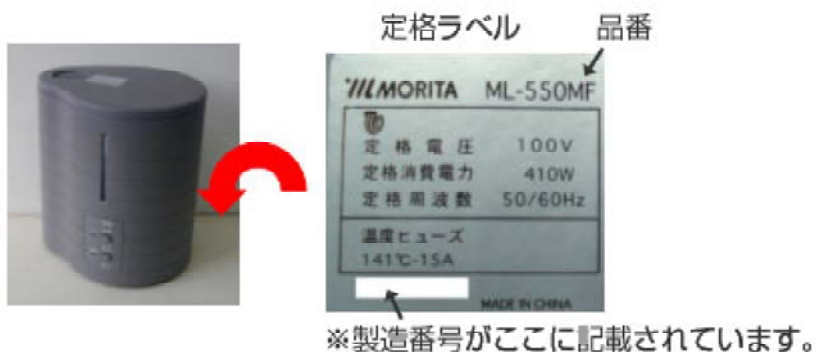 定格ラベル
品番
MORITA ML-550MF
定格電圧 100V
定格消費電力 410W
定格周波数 50/60Hz
温度ヒューズ
141℃-15A
MADE IN CHINA
※製造番号がここに記載されています。